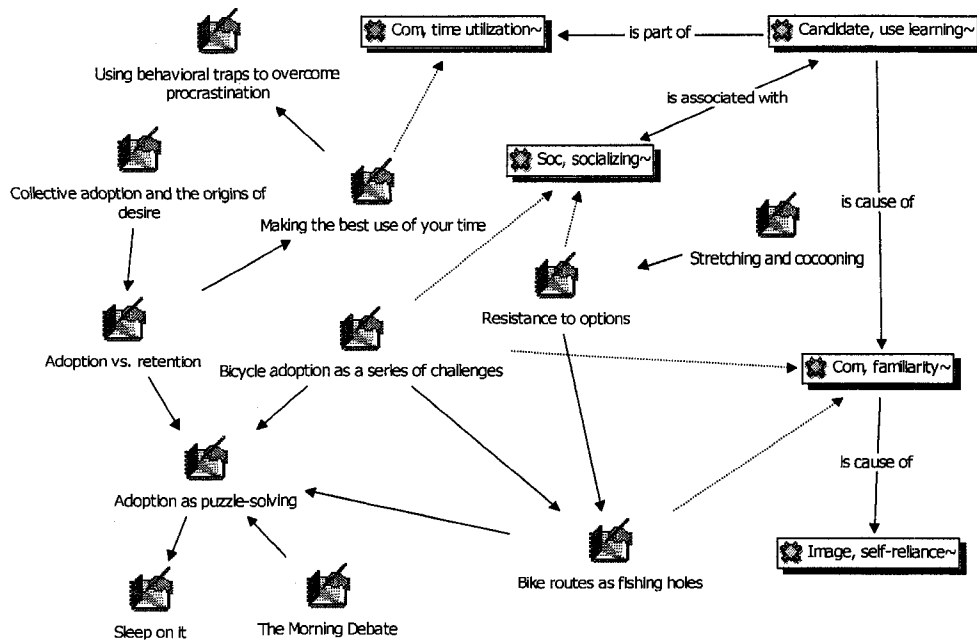 Com, time utilization~
is part of
Candidate, use learning~
Using behavioral traps to overcome
procrastination
is associated with
Soc, socializing~
Collective adoption and the origins of
desire
Making the best use of your time
is cause of
Stretching and cocooning
Resistance to options
Adoption vs. retention
Bicycle adoption as a series of challenges
Com, familiarity~
is cause of
Adoption as puzzle-solving
Image, self-reliance~
Bike routes as fishing holes
Sleep on it
The Morning Debate